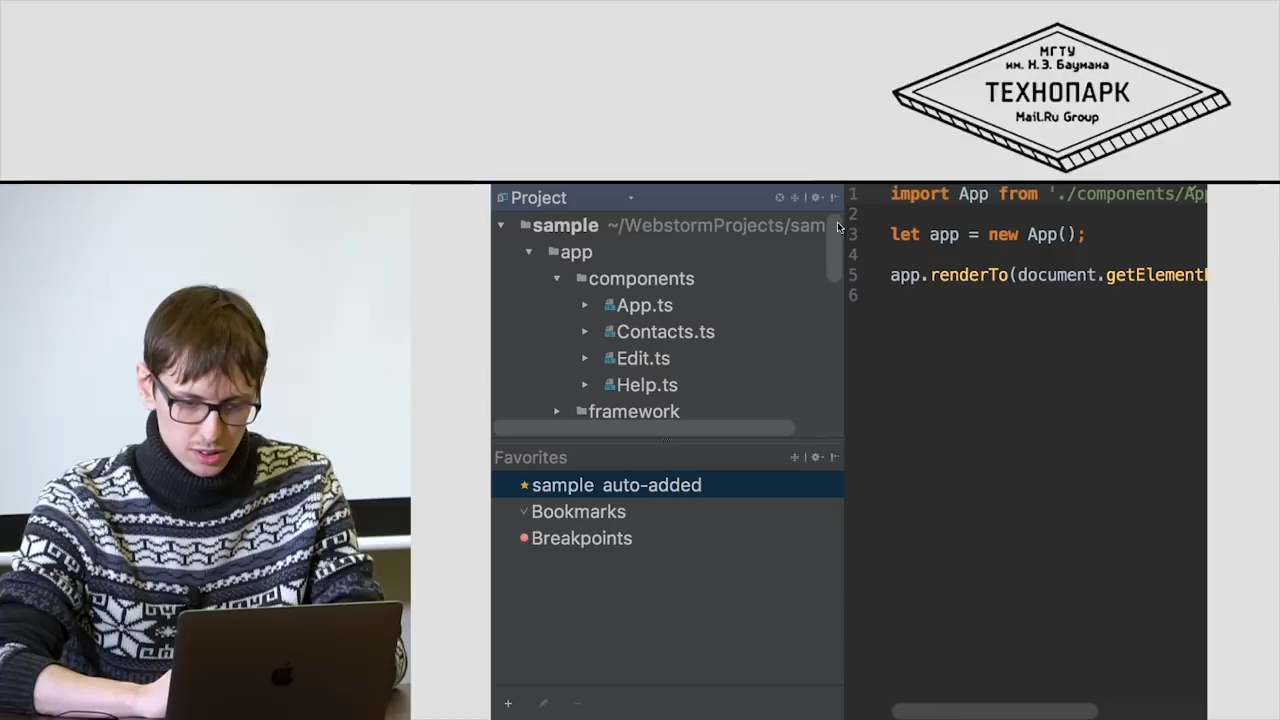 МГТУ
им. Н.Э. Баумана
ТЕХНОПАРК
Mail.Ru Group
Project
sample ~/WebstormProjects/sam
app
components
App.ts
Contacts.ts
Edit.ts
Help.ts
framework
Favorites
sample auto-added
Bookmarks
Breakpoints
1 import App from './components/Ap
2
3 let app = new App();
4
5 app.renderTo(document.getElement
6